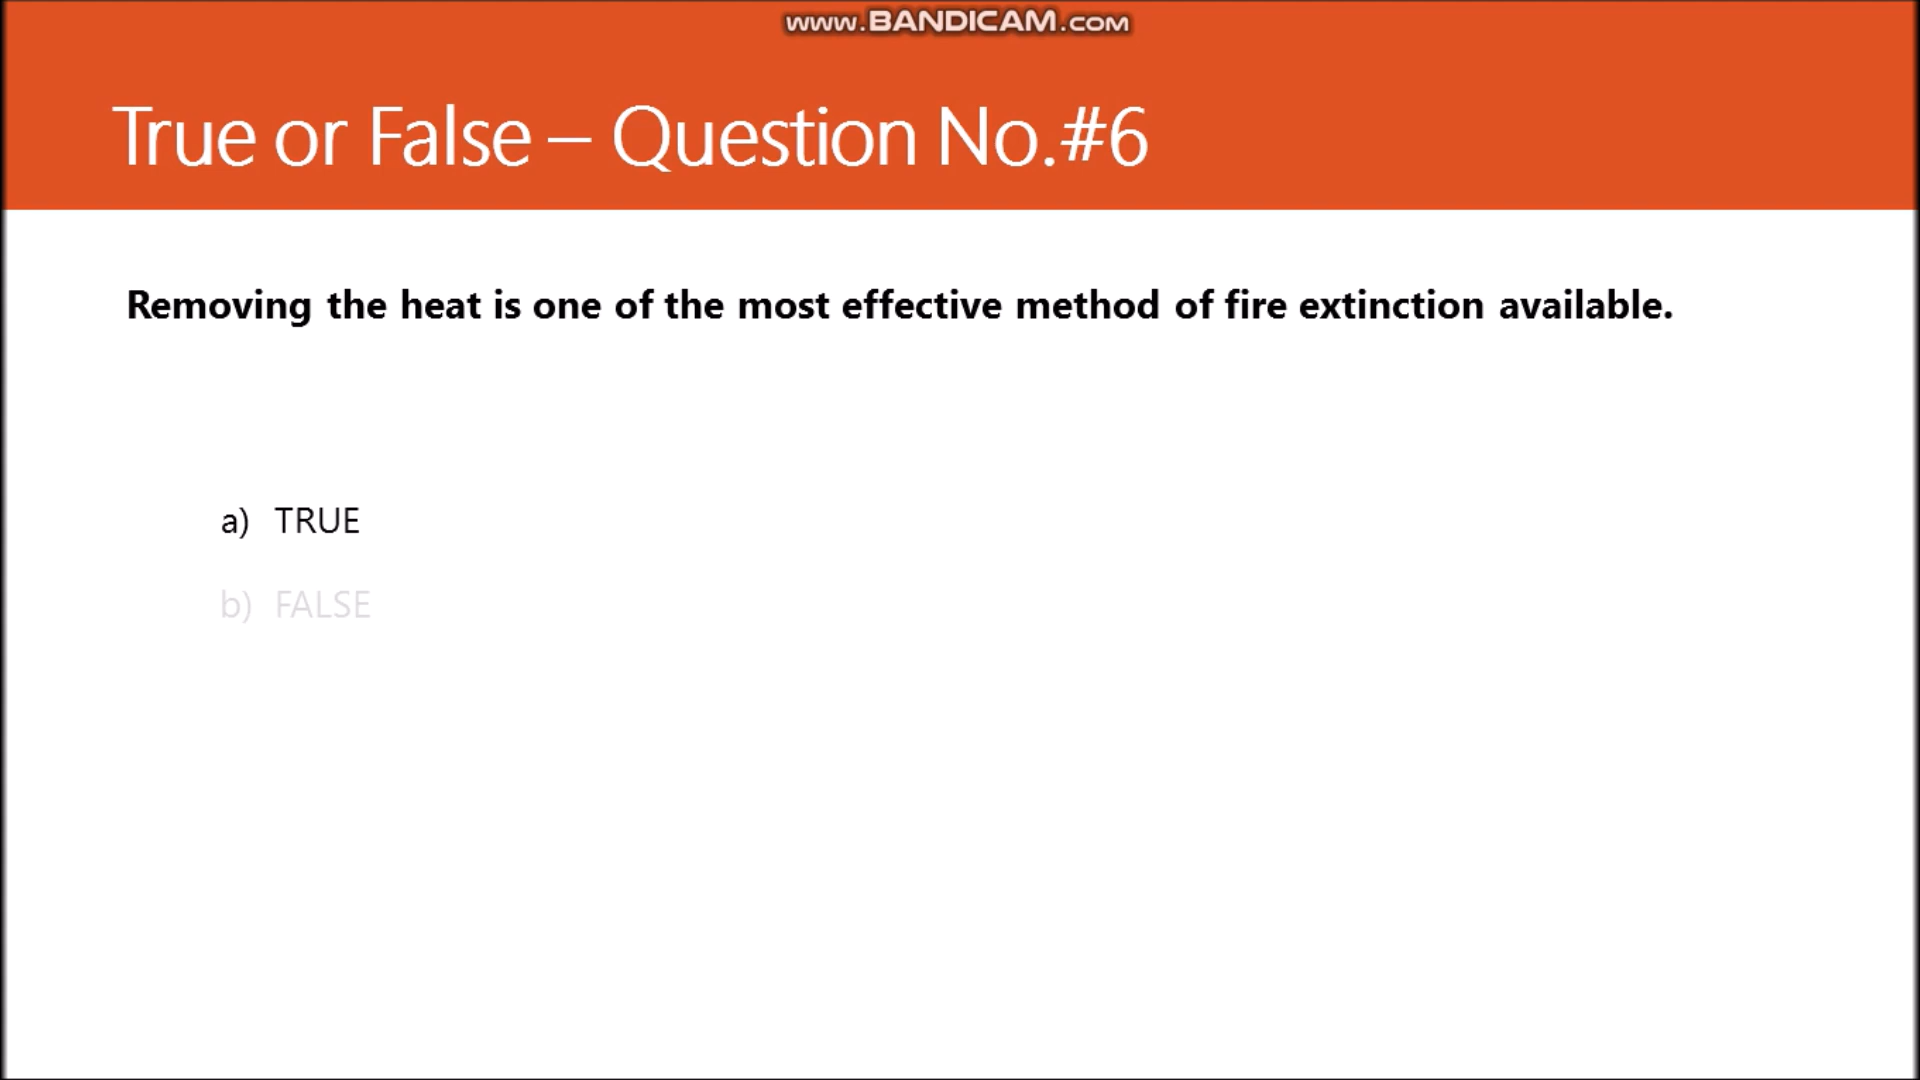 www.BANDICAM.com
True or False – Question No.#6
Removing the heat is one of the most effective method of fire extinction available.
a) TRUE
b) FALSE